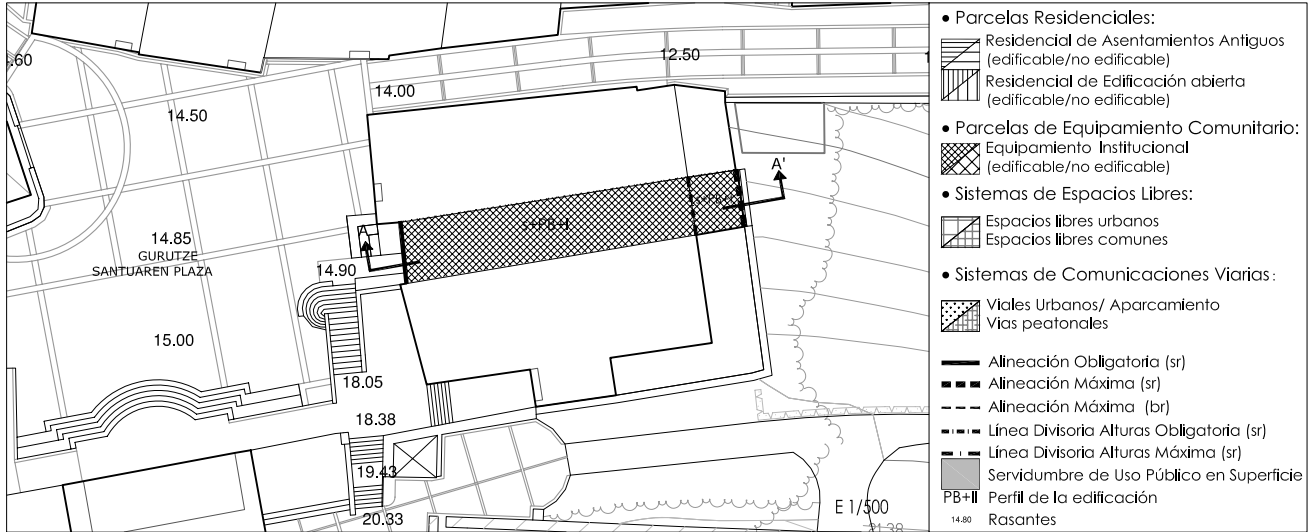 12.50
14.00
14.50
A'
14.85
GURUTZE
SANTUAREN PLAZA
A
14.90
15.00
18.05
18.38
19.43
20.33
E 1/500
21.38
• Parcelas Residenciales:
Residencial de Asentamientos Antiguos
(edificable/no edificable)
Residencial de Edificación abierta
(edificable/no edificable)
• Parcelas de Equipamiento Comunitario:
Equipamiento Institucional
(edificable/no edificable)
• Sistemas de Espacios Libres:
Espacios libres urbanos
Espacios libres comunes
• Sistemas de Comunicaciones Viarias:
Viales Urbanos/ Aparcamiento
Vias peatonales
Alineación Obligatoria (sr)
Alineación Máxima (sr)
Alineación Máxima (br)
Línea Divisoria Alturas Obligatoria (sr)
Línea Divisoria Alturas Máxima (sr)
Servidumbre de Uso Público en Superficie
PB+II Perfil de la edificación
14.80 Rasantes